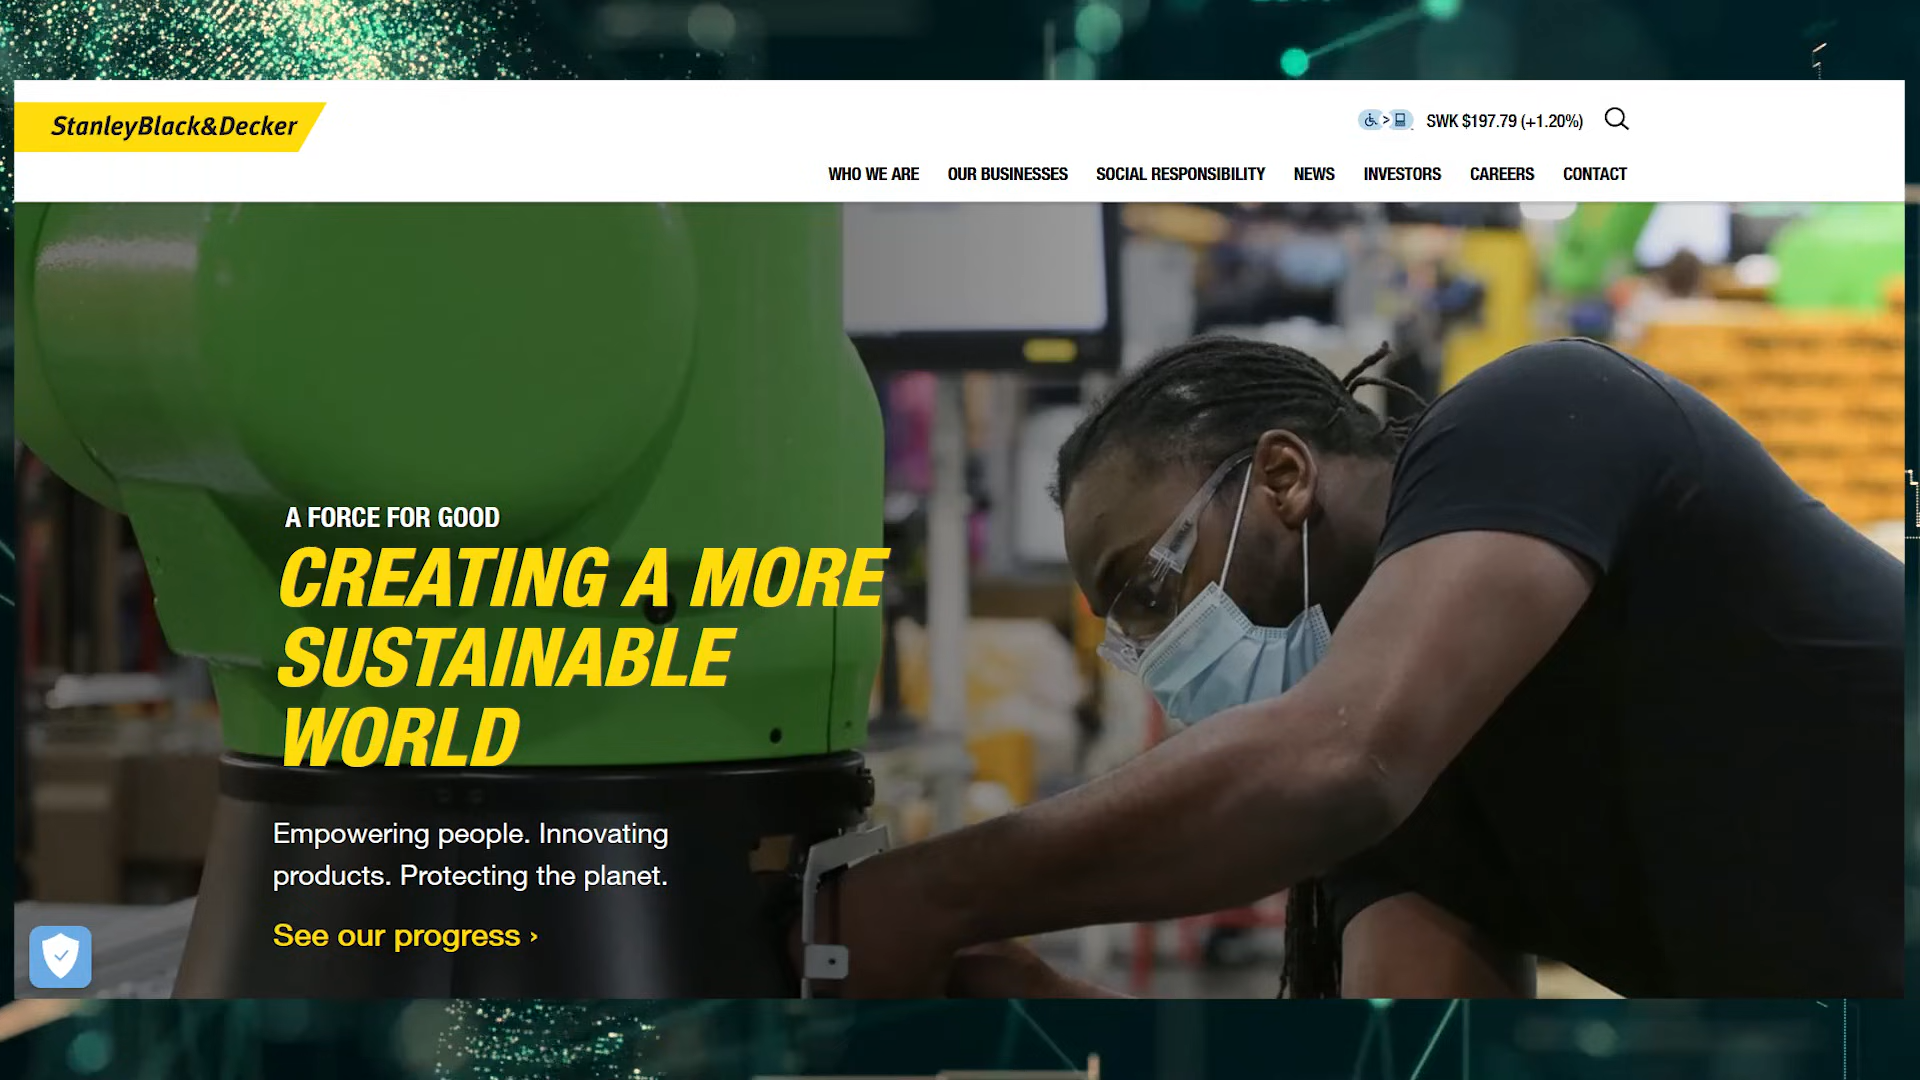 StanleyBlack&Decker
SWK $197.79 (+1.20%)
WHO WE ARE
OUR BUSINESSES
SOCIAL RESPONSIBILITY
NEWS
INVESTORS
CAREERS
CONTACT
A FORCE FOR GOOD
CREATING A MORE
SUSTAINABLE
WORLD
Empowering people. Innovating
products. Protecting the planet.
See our progress ›